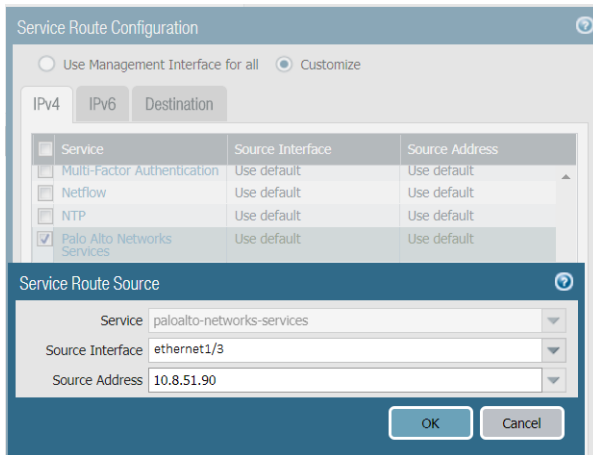 Service Route Configuration
Use Management Interface for all Customize
IPv4 IPv6 Destination
Service Source Interface Source Address
Multi-Factor Authentication Use default Use default
Netflow Use default Use default
NTP Use default Use default
Palo Alto Networks Use default Use default
Services
Service Route Source
Service paloalto-networks-services
Source Interface ethernet1/3
Source Address 10.8.51.90
OK Cancel